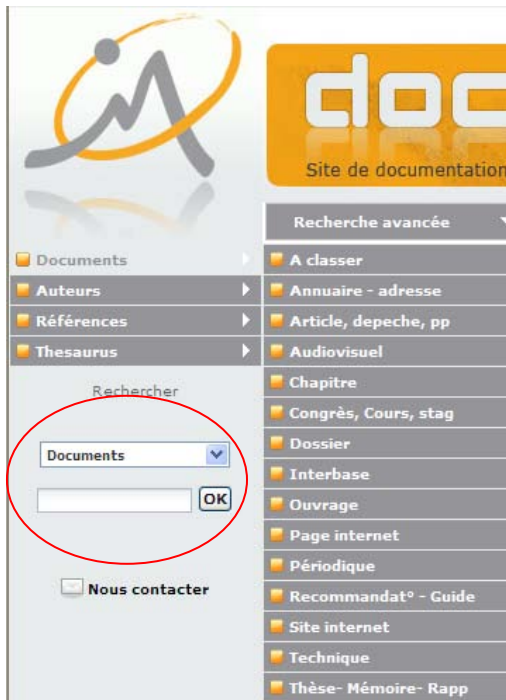 doc
Site de documentation
Recherche avancée
Documents
Auteurs
Références
Thesaurus
Rechercher
Documents
OK
Nous contacter
A classer
Annuaire - adresse
Article, depeche, pp
Audiovisuel
Chapitre
Congrès, Cours, stag
Dossier
Interbase
Ouvrage
Page internet
Périodique
Recommandat° - Guide
Site internet
Technique
Thèse- Mémoire- Rapp